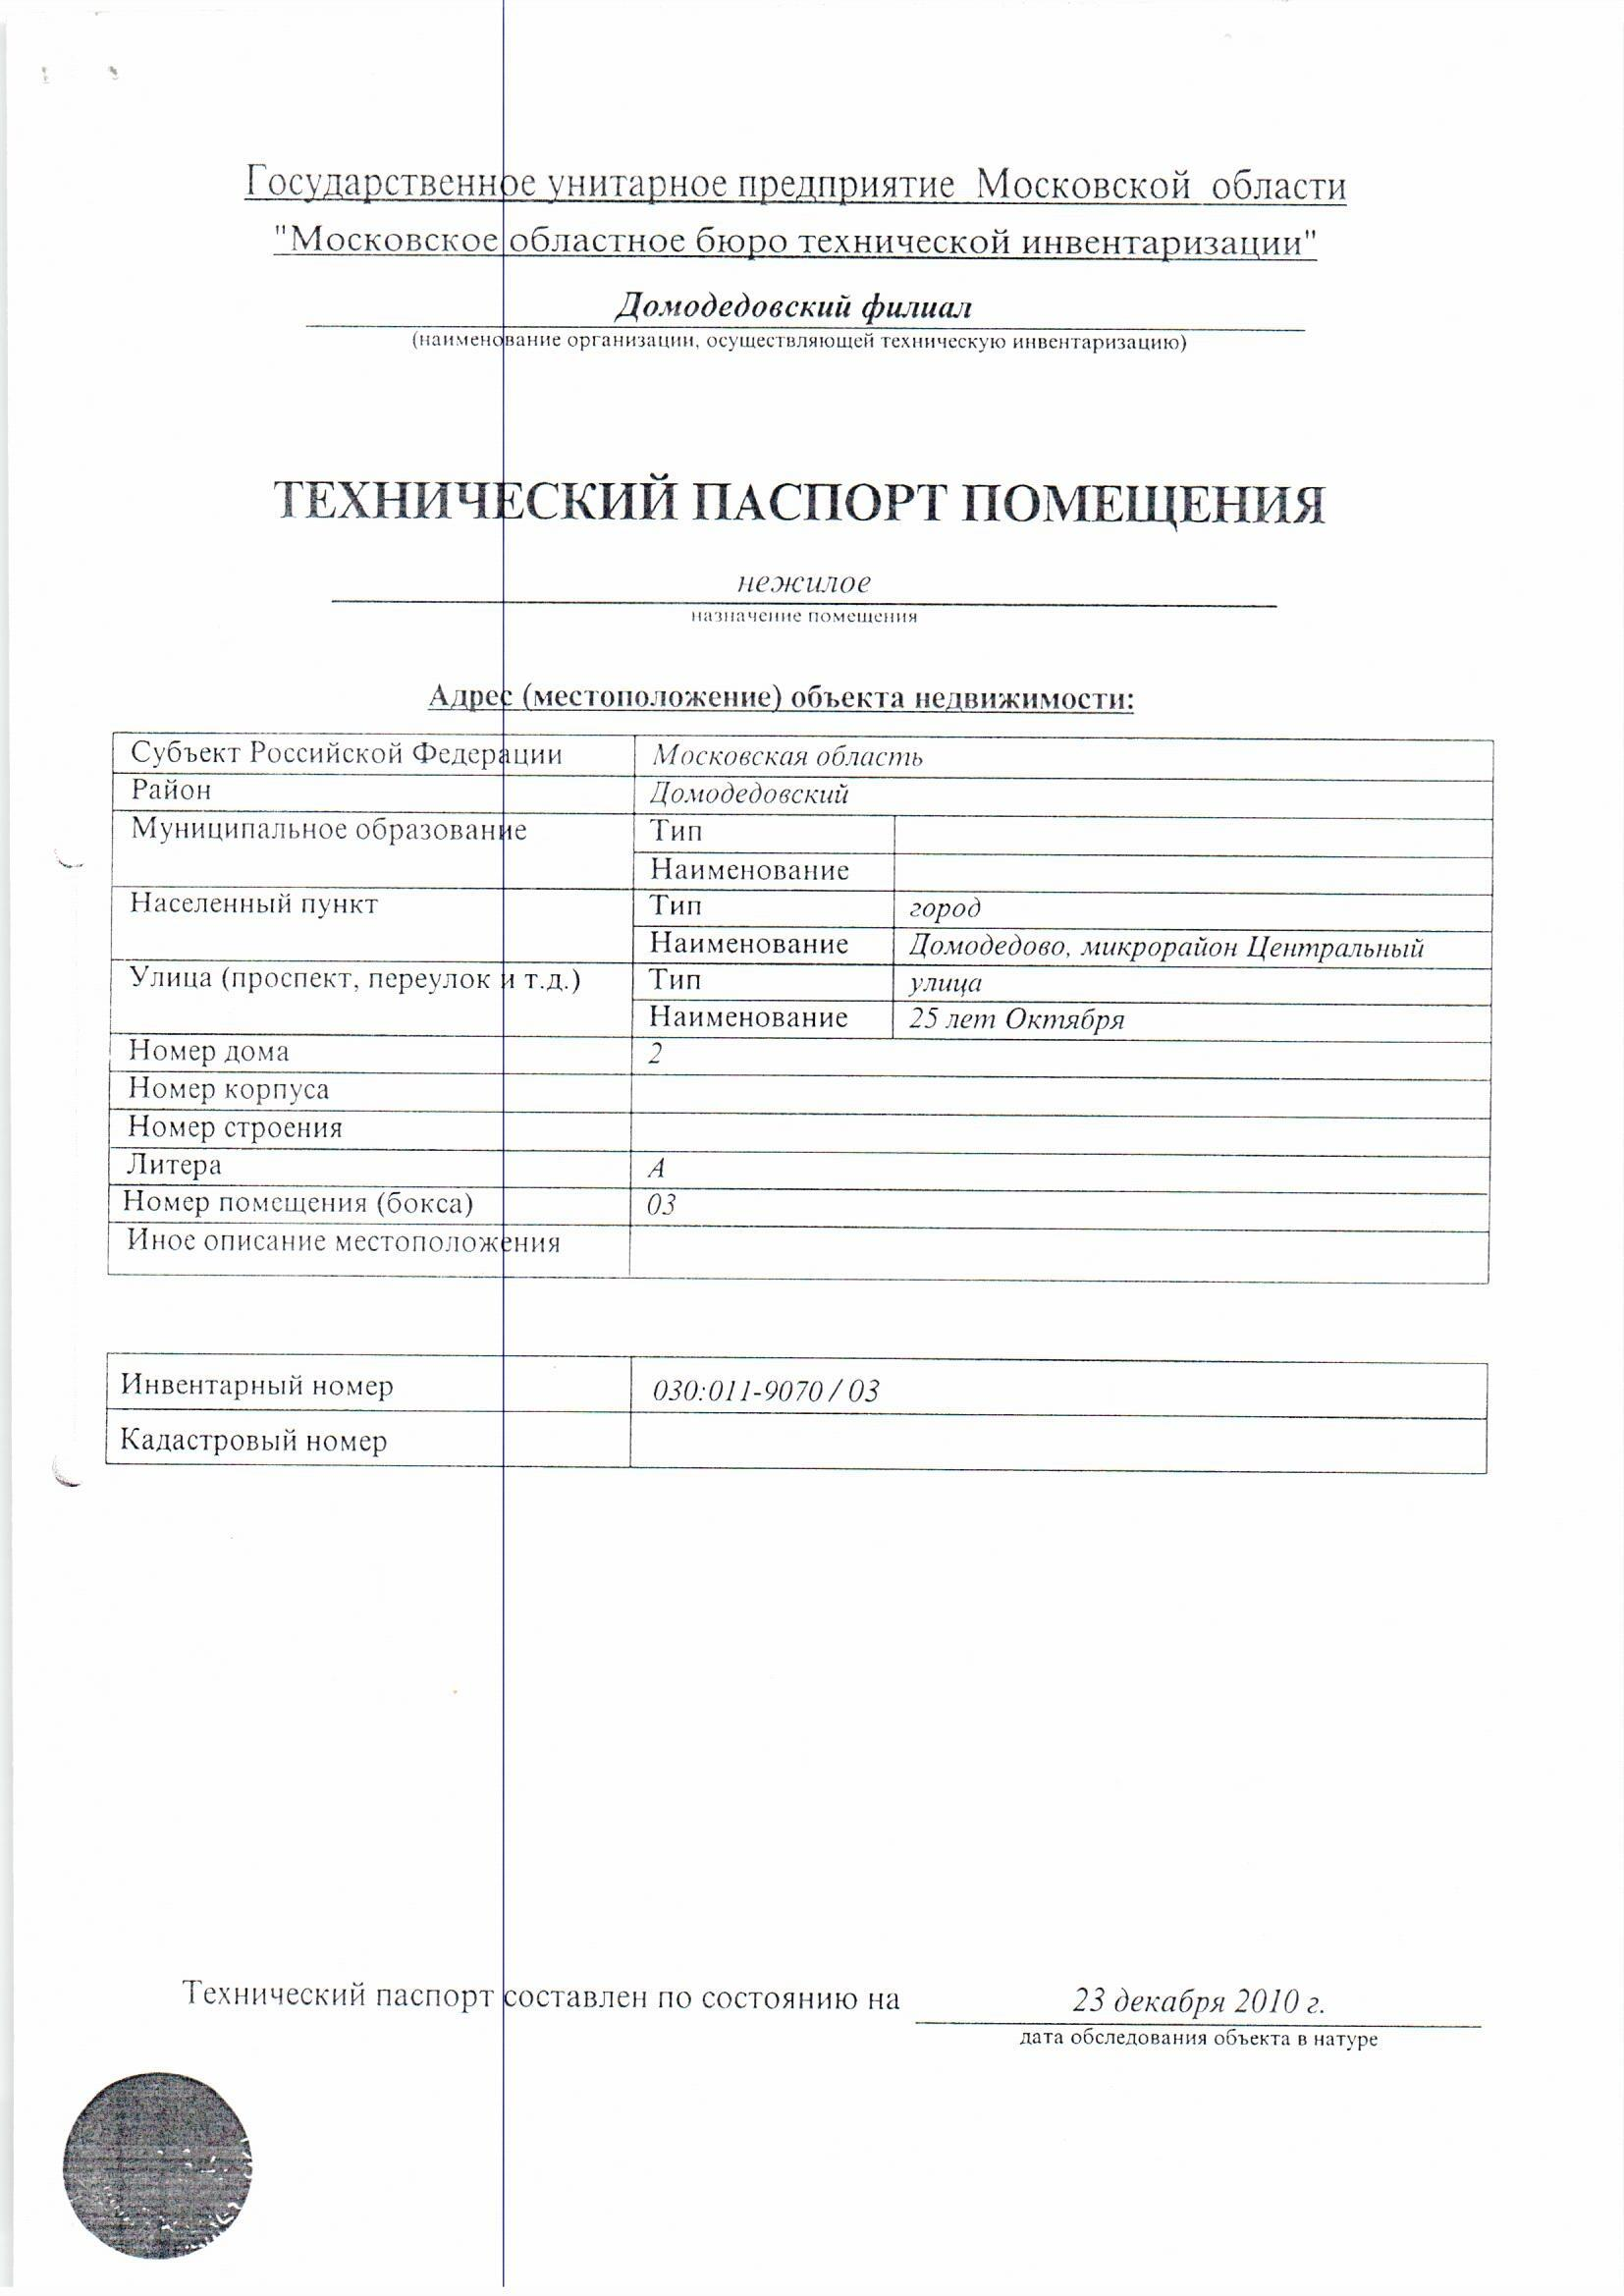 Государственное унитарное предприятие Московской области
"Московское областное бюро технической инвентаризации"
Домодедовский филиал
(наименование организации, осуществляющей техническую инвентаризацию)
ТЕХНИЧЕСКИЙ ПАСПОРТ ПОМЕЩЕНИЯ
нежилое
назначение помещения
Адрес (местоположение) объекта недвижимости:
Субъект Российской Федерации Московская область
Район Домодедовский
Муниципальное образование Тип
Наименование
Населенный пункт Тип город
Наименование Домодедово, микрорайон Центральный
Улица (проспект, переулок и т.д.) Тип улица
Наименование 25 лет Октября
Номер дома 2
Номер корпуса
Номер строения
Литера А
Номер помещения (бокса) 03
Иное описание местоположения
Инвентарный номер 030:011-9070 / 03
Кадастровый номер
Технический паспорт составлен по состоянию на 23 декабря 2010 г.
дата обследования объекта в натуре